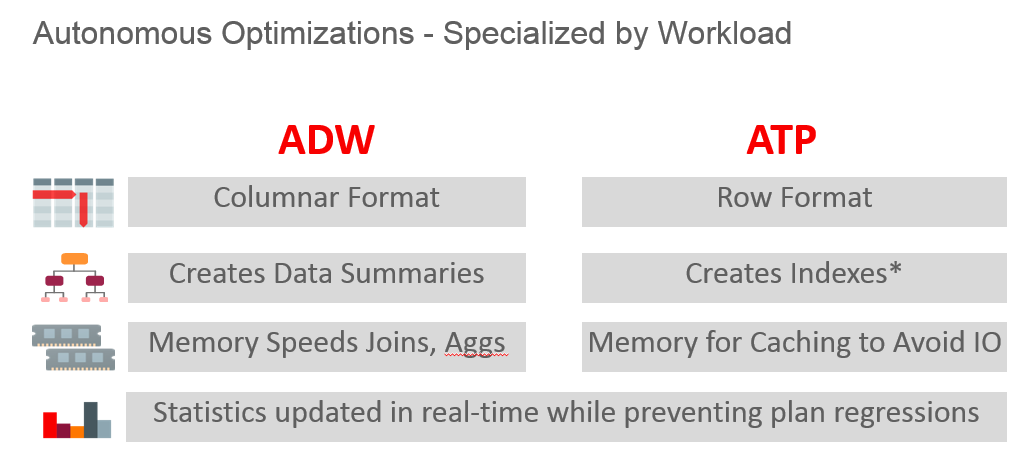 Autonomous Optimizations - Specialized by Workload
ADW ATP
Columnar Format Row Format
Creates Data Summaries Creates Indexes*
Memory Speeds Joins, Aggs Memory for Caching to Avoid IO
Statistics updated in real-time while preventing plan regressions